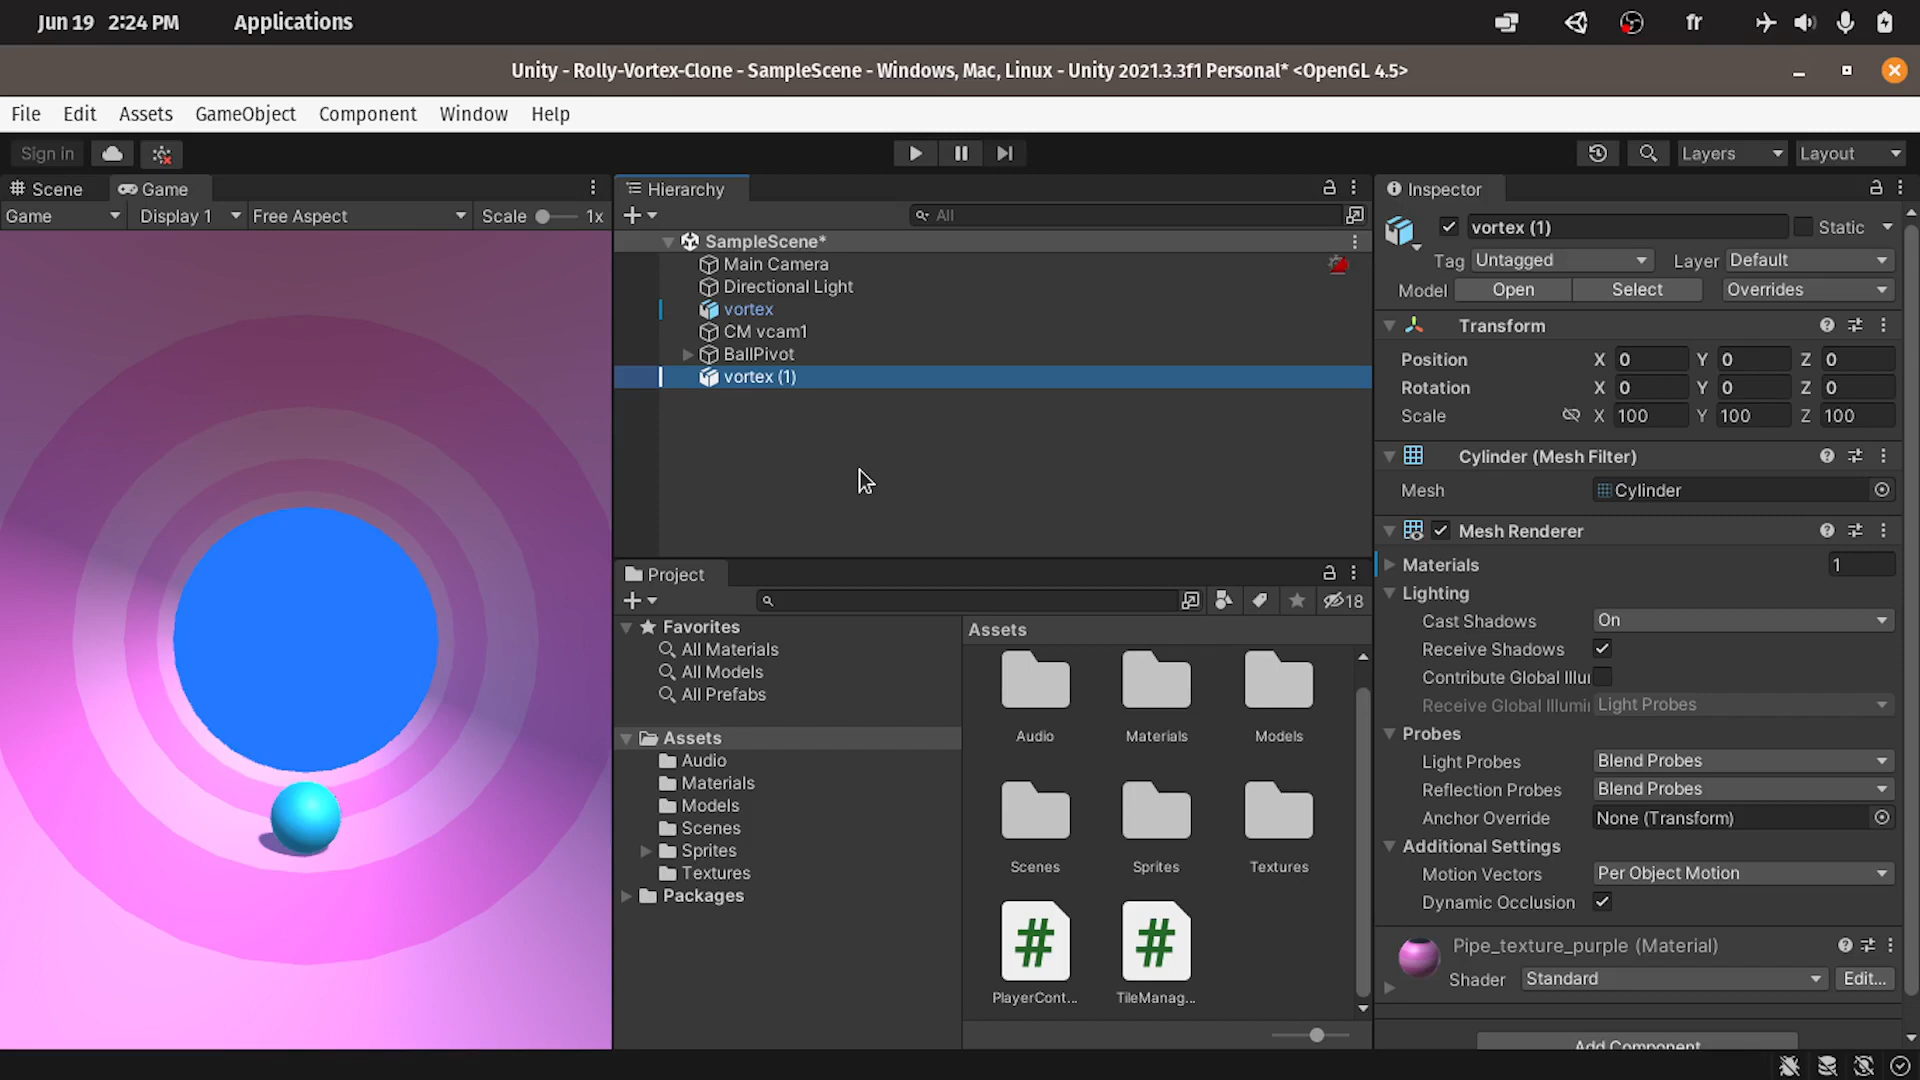 Jun 19 2:24 PM Applications fr
Unity - Rolly-Vortex-Clone - SampleScene - Windows, Mac, Linux - Unity 2021.3.3f1 Personal* <OpenGL 4.5>
File Edit Assets GameObject Component Window Help
Sign in Layers Layout
Scene Game
Game Display 1 Free Aspect Scale 1x
Hierarchy
All
SampleScene*
Main Camera
Directional Light
vortex
CM vcam1
BallPivot
vortex (1)
Project
18
Favorites
All Materials
All Models
All Prefabs
Assets
Audio
Materials
Models
Scenes
Sprites
Textures
Packages
Assets
Audio Materials Models
Scenes Sprites Textures
PlayerCont... TileManag...
Inspector
vortex (1) Static
Tag Untagged Layer Default
Model Open Select Overrides
Transform
Position X 0 Y 0 Z 0
Rotation X 0 Y 0 Z 0
Scale X 100 Y 100 Z 100
Cylinder (Mesh Filter)
Mesh Cylinder
Mesh Renderer
Materials 1
Lighting
Cast Shadows On
Receive Shadows
Contribute Global Illu
Receive Global Illumi Light Probes
Probes
Light Probes Blend Probes
Reflection Probes Blend Probes
Anchor Override None (Transform)
Additional Settings
Motion Vectors Per Object Motion
Dynamic Occlusion
Pipe_texture_purple (Material)
Shader Standard Edit...
Add Component